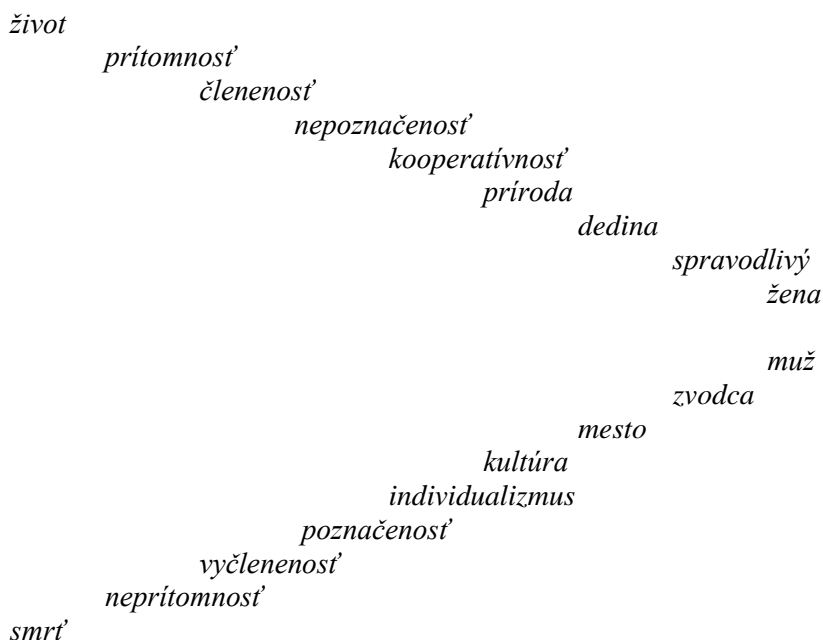 život
prítomnosť
členenosť
nepoznačenosť
kooperatívnosť
príroda
dedina
spravodlivý
žena
muž
zvodca
mesto
kultúra
individualizmus
poznačenosť
vyčlenenosť
neprítomnosť
smrť